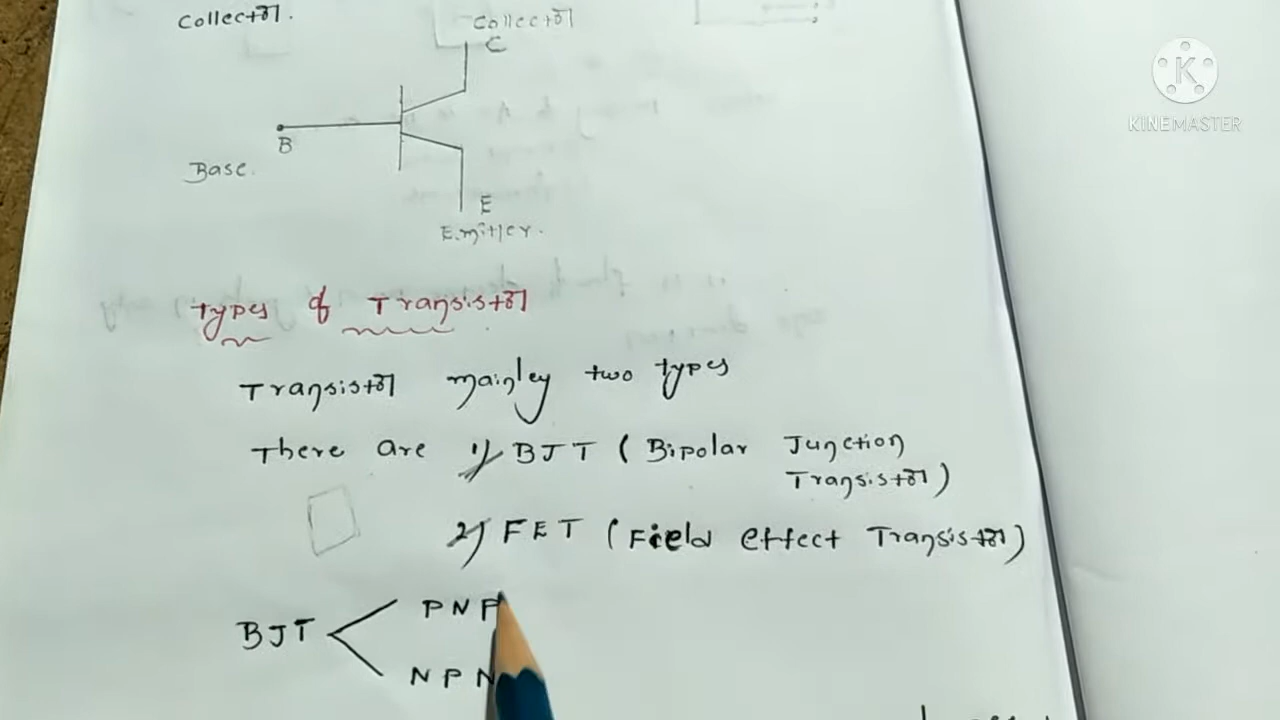 Collector.
Collector
C
B
Base.
E
Emitter.
Types of Transistor
Transistor mainley two types
There are 1) BJT ( Bipolar Junction
Transistor)
2) FET ( Field effect Transistor)
BJT
PNP
NPN
KINEMASTER